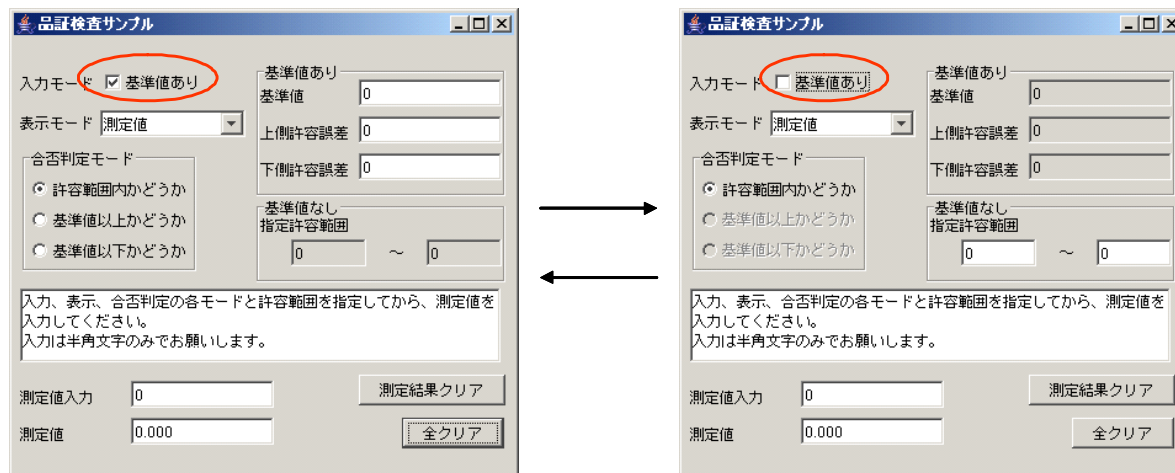 品証検査サンプル
入力モード 基準値あり
表示モード 測定値
合否判定モード
許容範囲内かどうか
基準値以上かどうか
基準値以下かどうか
基準値あり
基準値 0
上側許容誤差 0
下側許容誤差 0
基準値なし
指定許容範囲
0 ～ 0
入力、表示、合否判定の各モードと許容範囲を指定してから、測定値を
入力してください。
入力は半角文字のみでお願いします。
測定値入力 0
測定結果クリア
測定値 0.000
全クリア
品証検査サンプル
入力モード 基準値あり
表示モード 測定値
合否判定モード
許容範囲内かどうか
基準値以上かどうか
基準値以下かどうか
基準値あり
基準値 0
上側許容誤差 0
下側許容誤差 0
基準値なし
指定許容範囲
0 ～ 0
入力、表示、合否判定の各モードと許容範囲を指定してから、測定値を
入力してください。
入力は半角文字のみでお願いします。
測定値入力 0
測定結果クリア
測定値 0.000
全クリア